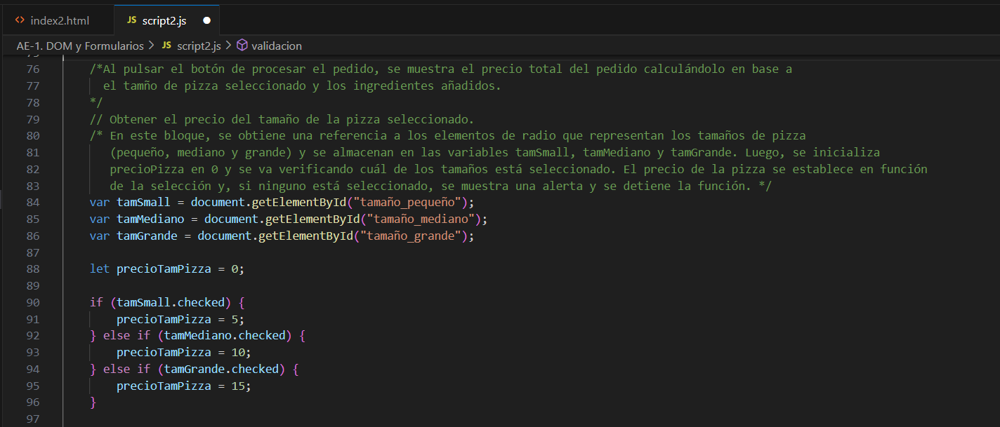 index2.html
JS script2.js
AE-1. DOM y Formularios > JS script2.js > validacion
75
76 /*Al pulsar el botón de procesar el pedido, se muestra el precio total del pedido calculándolo en base a
77 el tamño de pizza seleccionado y los ingredientes añadidos.
78 */
79 // Obtener el precio del tamaño de la pizza seleccionado.
80 /* En este bloque, se obtiene una referencia a los elementos de radio que representan los tamaños de pizza
81 (pequeño, mediano y grande) y se almacenan en las variables tamSmall, tamMediano y tamGrande. Luego, se inicializa
82 precioPizza en 0 y se va verificando cuál de los tamaños está seleccionado. El precio de la pizza se establece en función
83 de la selección y, si ninguno está seleccionado, se muestra una alerta y se detiene la función. */
84 var tamSmall = document.getElementById("tamaño_pequeño");
85 var tamMediano = document.getElementById("tamaño_mediano");
86 var tamGrande = document.getElementById("tamaño_grande");
87
88 let precioTamPizza = 0;
89
90 if (tamSmall.checked) {
91 precioTamPizza = 5;
92 } else if (tamMediano.checked) {
93 precioTamPizza = 10;
94 } else if (tamGrande.checked) {
95 precioTamPizza = 15;
96 }
97